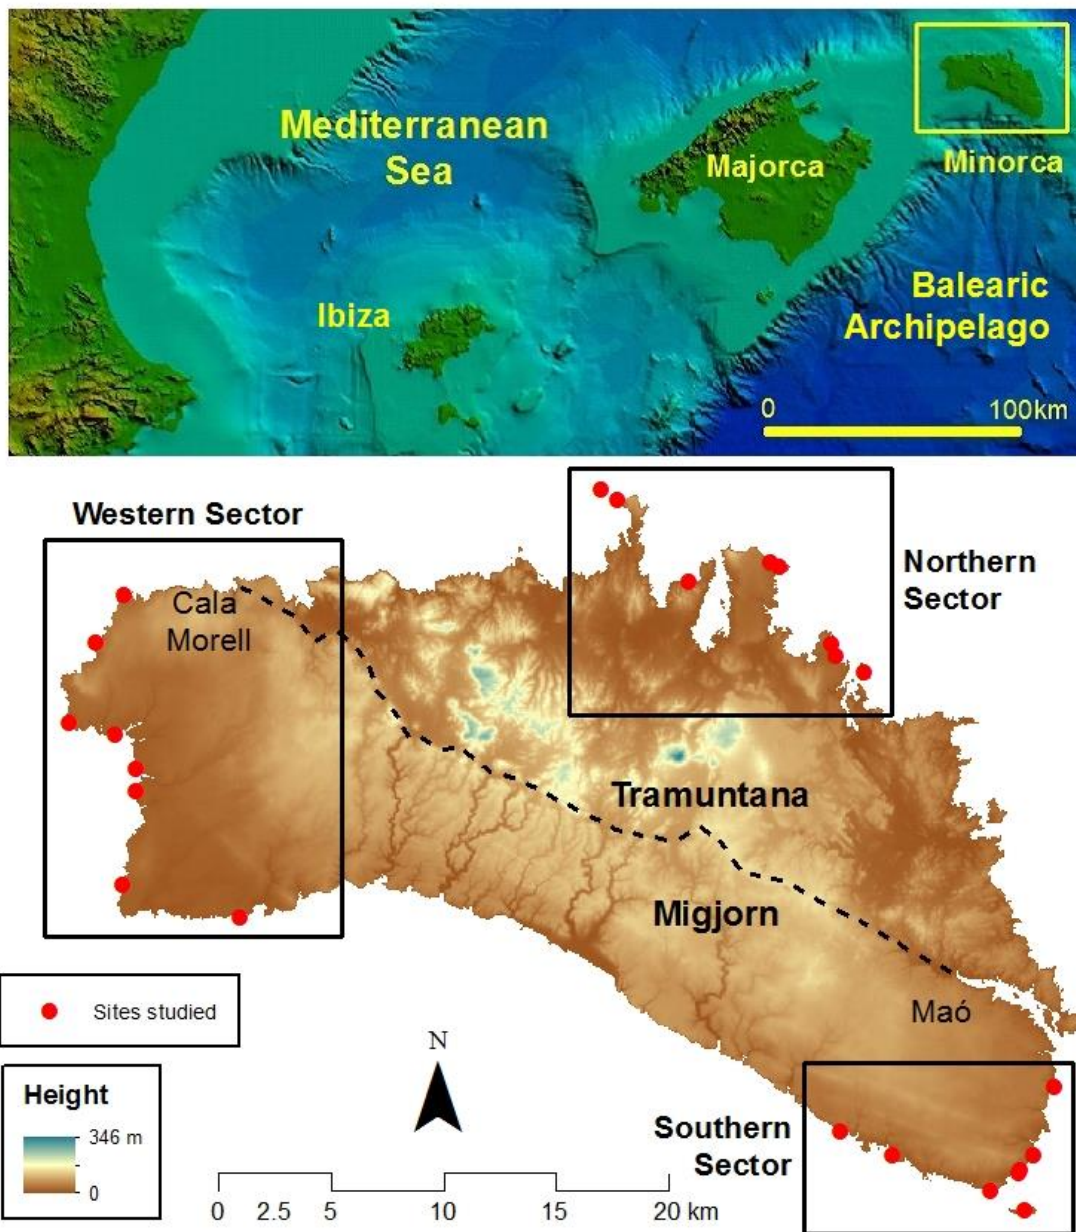 Mediterranean
Sea
Majorca
Minorca
Ibiza
Balearic
Archipelago
0 100km
Western Sector
Northern
Sector
Cala
Morell
Tramuntana
Migjorn
Maó
Sites studied
N
Height
346 m
0
Southern
Sector
0 2.5 5 10 15 20 km